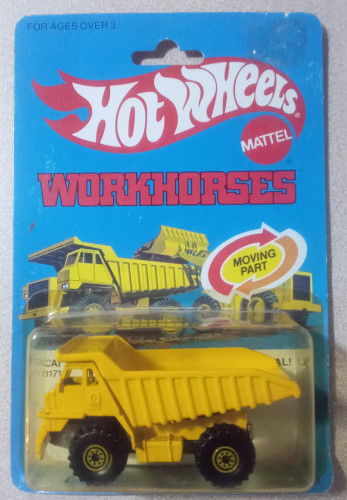 FOR AGES OVER 3
HOT WHEELS
MATTEL
WORKHORSES
MOVING
PART